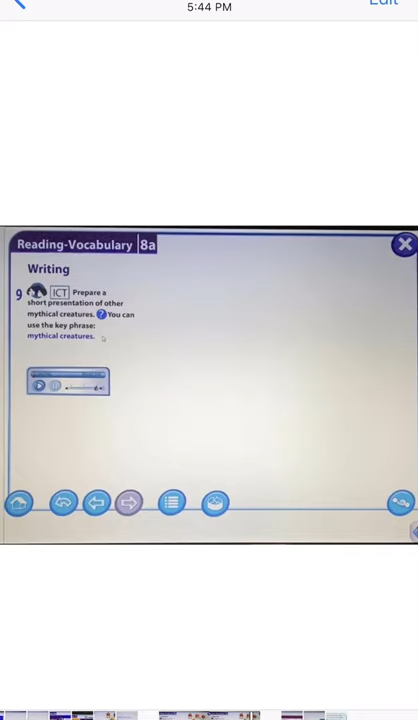 5:44 PM
Edit
Reading-Vocabulary 8a
Writing
9 ICT Prepare a
short presentation of other
mythical creatures. ? You can
use the key phrase:
mythical creatures.